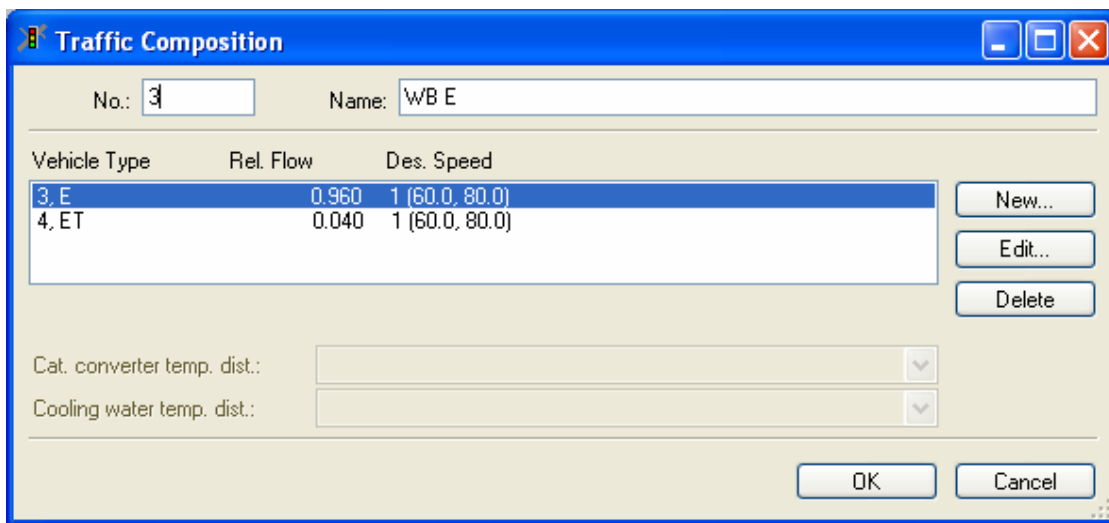 Traffic Composition
No.: 3 Name: WB E
Vehicle Type Rel. Flow Des. Speed
3, E 0.960 1 (60.0, 80.0)
4, ET 0.040 1 (60.0, 80.0)
New...
Edit...
Delete
Cat. converter temp. dist.:
Cooling water temp. dist.:
OK Cancel